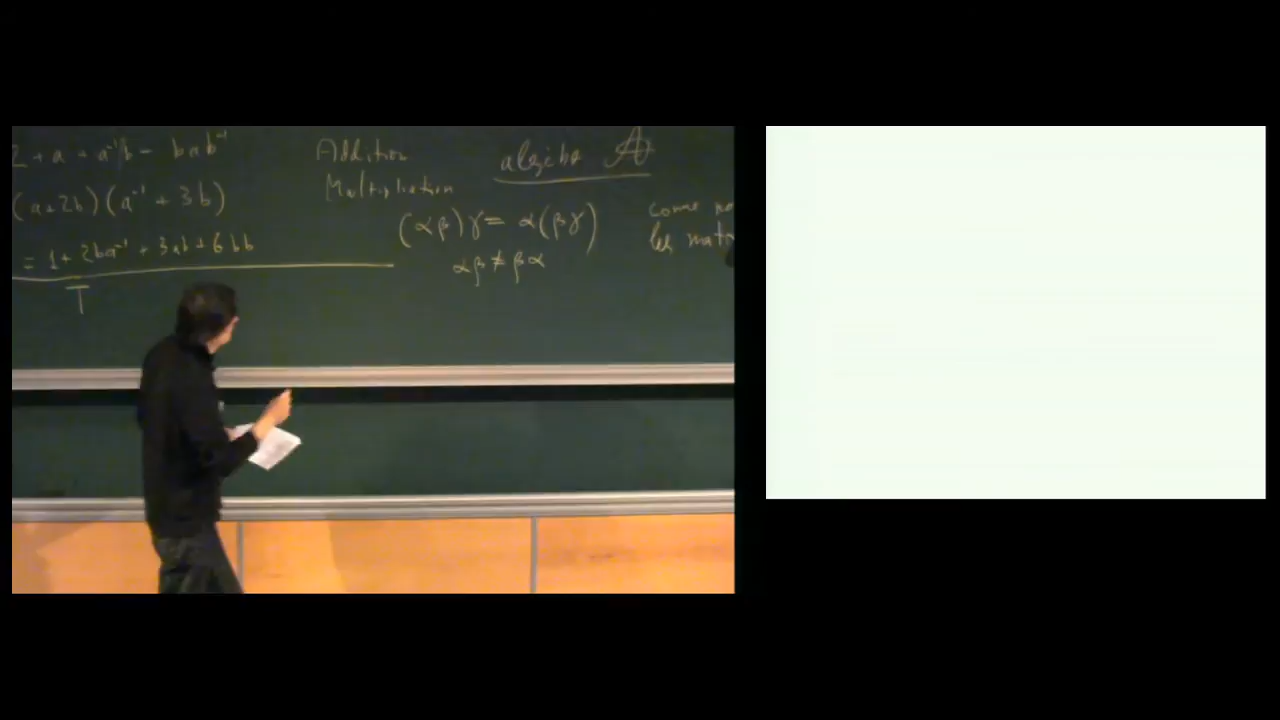 2 + a + a⁻¹b - bab⁻¹
(a+2b)(a⁻¹ + 3b)
= 1 + 2ba⁻¹ + 3ab + 6bb
T
Addition
Multiplication
algèbre A
(αβ)γ = α(βγ)
αβ ≠ βα
comme po
les matr